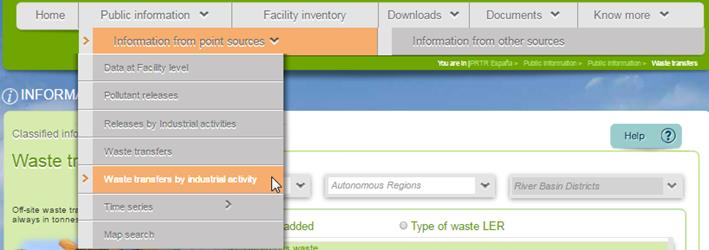 Home
Public information
Facility inventory
Downloads
Documents
Know more
Information from point sources
Information from other sources
You are in |PRTR España » Public Information » Public Information » Waste transfers
Data at Facility level
INFORMA
Pollutant releases
Releases by Industrial activities
Classified info
Help
Waste transfers
Waste tr
Waste transfers by industrial activity
Autonomous Regions
River Basin Districts
Off-site waste tra
always in tonnes
Time series
added
Type of waste LER
Map search
waste